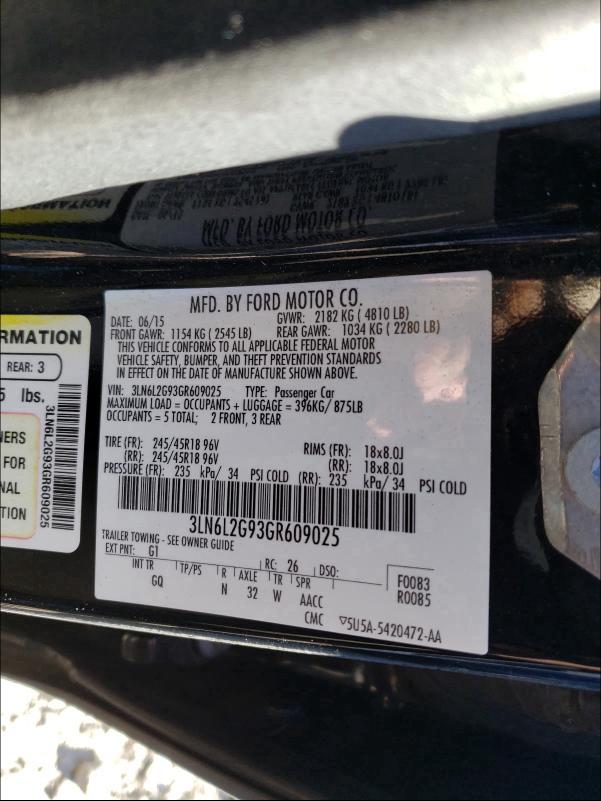 MFD. BY FORD MOTOR CO.
DATE: 06/15 GVWR: 2182 KG ( 4810 LB)
FRONT GAWR: 1154 KG ( 2545 LB) REAR GAWR: 1034 KG ( 2280 LB)
THIS VEHICLE CONFORMS TO ALL APPLICABLE FEDERAL MOTOR
VEHICLE SAFETY, BUMPER, AND THEFT PREVENTION STANDARDS
IN EFFECT ON THE DATE OF MANUFACTURE SHOWN ABOVE.
VIN: 3LN6L2G93GR609025 TYPE: Passenger Car
MAXIMUM LOAD = OCCUPANTS + LUGGAGE = 396KG/ 875LB
OCCUPANTS = 5 TOTAL: 2 FRONT, 3 REAR
TIRE (FR): 245/45R18 96V RIMS (FR): 18x8.0J
(RR): 245/45R18 96V (RR): 18x8.0J
PRESSURE (FR): 235 kPa/ 34 PSI COLD (RR): 235 kPa/ 34 PSI COLD
3LN6L2G93GR609025
TRAILER TOWING - SEE OWNER GUIDE
EXT PNT: G1 RC: 26 DSO:
INT TR TP/PS R AXLE TR SPR F0083
GQ N 32 W AACC R0085
CMC 5U5A-5420472-AA
ORMATION
REAR: 3
5 lbs.
NERS
FOR
NAL
S
3LN6L2G93GR609025
MFD. BY FORD MOTOR CO